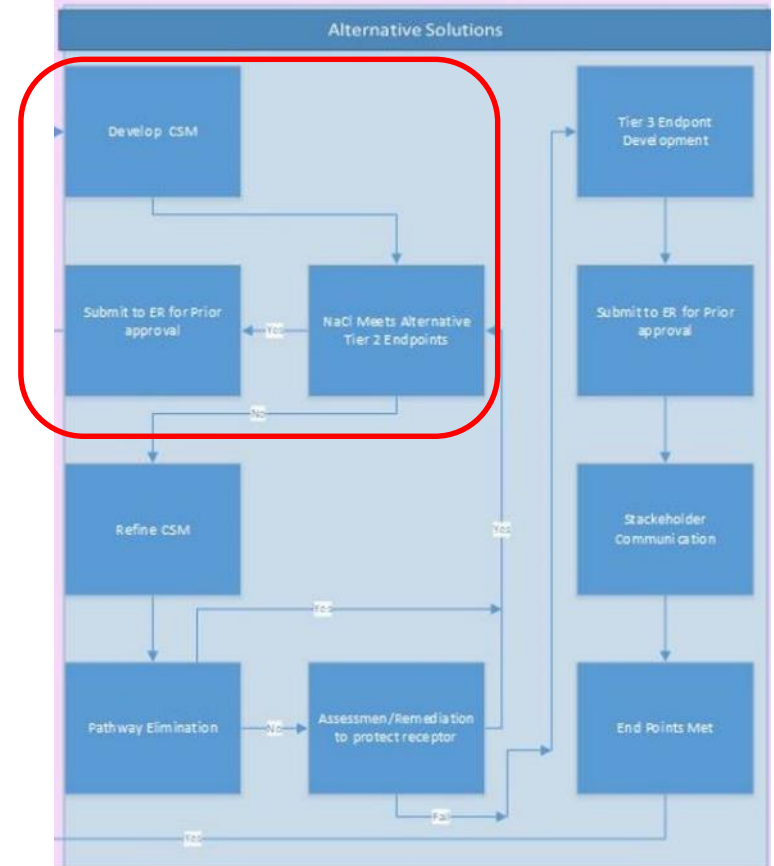 Alternative Solutions
Develop CSM
Tier 3 Endpont
Development
Submit to ER for Prior
approval
Yes
NaCl Meets Alternative
Tier 2 Endpoints
Submit to ER for Prior
approval
No
Refine CSM
Yes
Stackeholder
Communication
Yes
Pathway Elimination
No
Assessmen/Remediation
to protect receptor
End Points Met
Fail
Yes